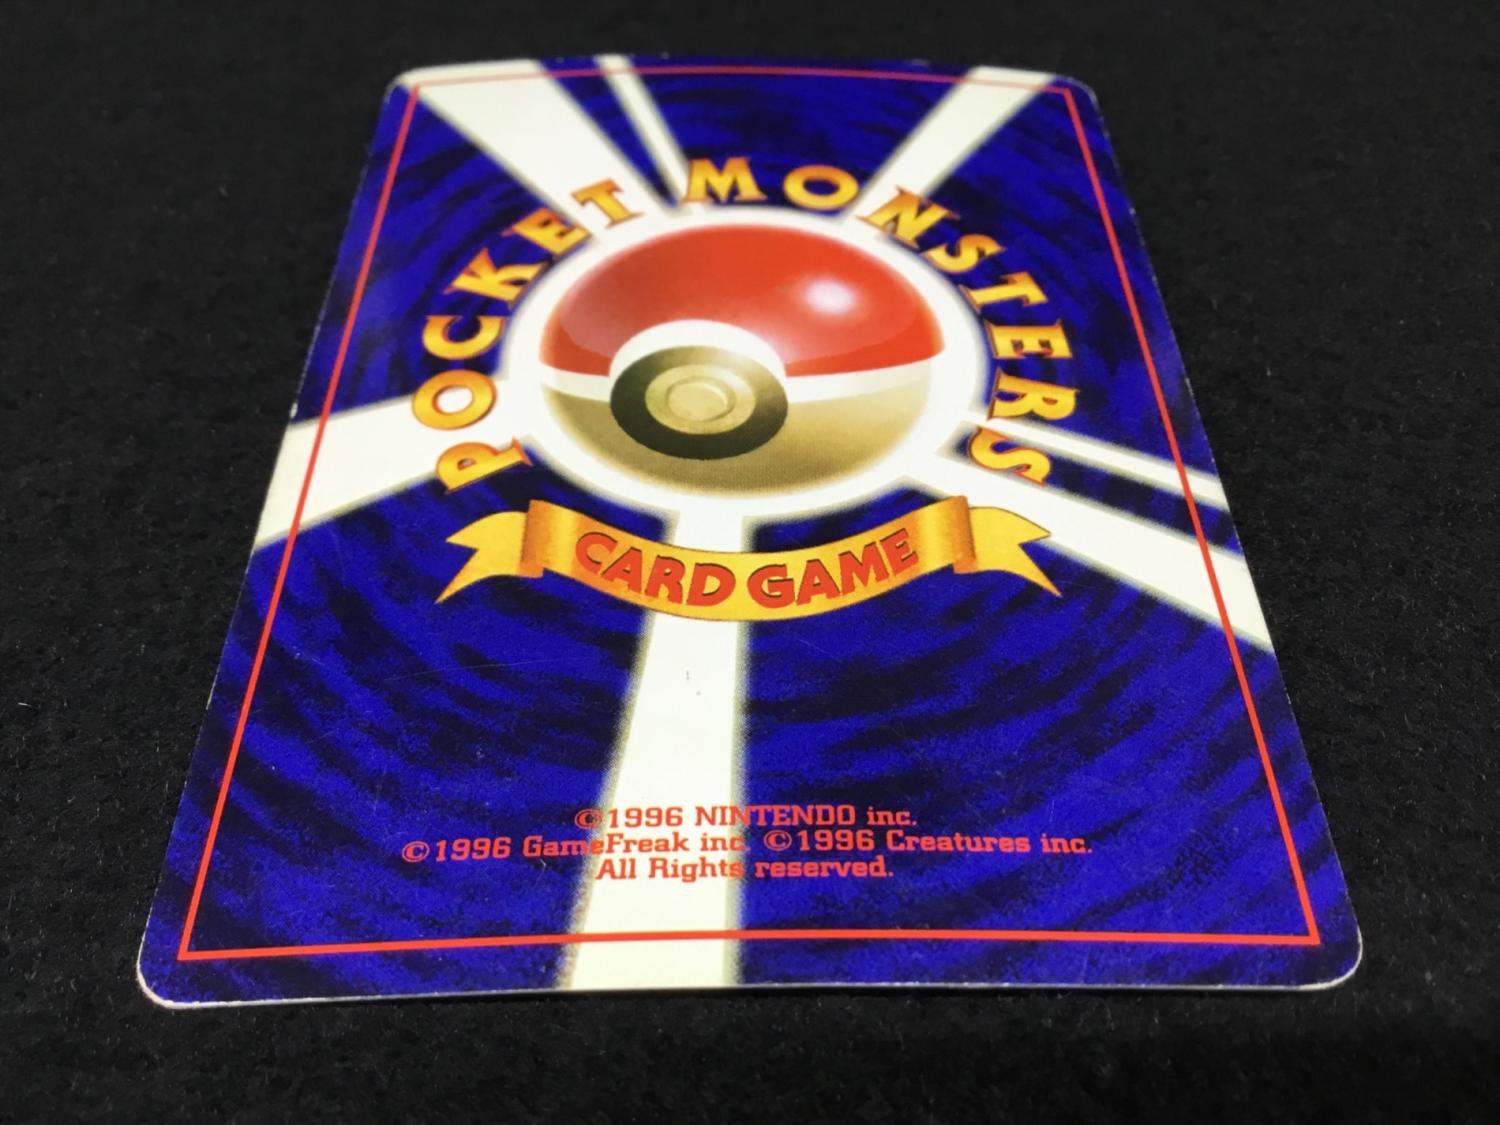 POCKET MONSTERS
CARD GAME
©1996 NINTENDO inc.
©1996 GameFreak inc. ©1996 Creatures inc.
All Rights reserved.